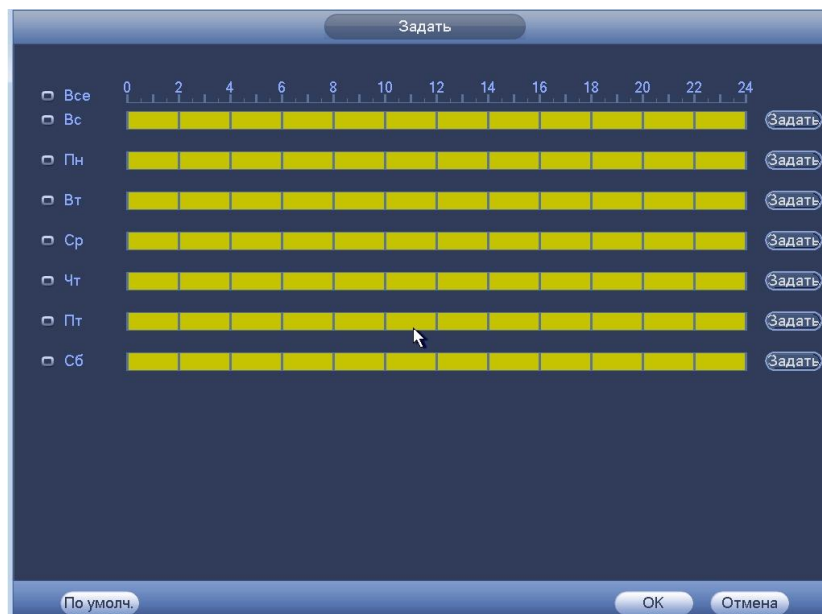 Задать
Все 0 2 4 6 8 10 12 14 16 18 20 22 24
Вс Задать
Пн Задать
Вт Задать
Ср Задать
Чт Задать
Пт Задать
Сб Задать
По умолч. OK Отмена